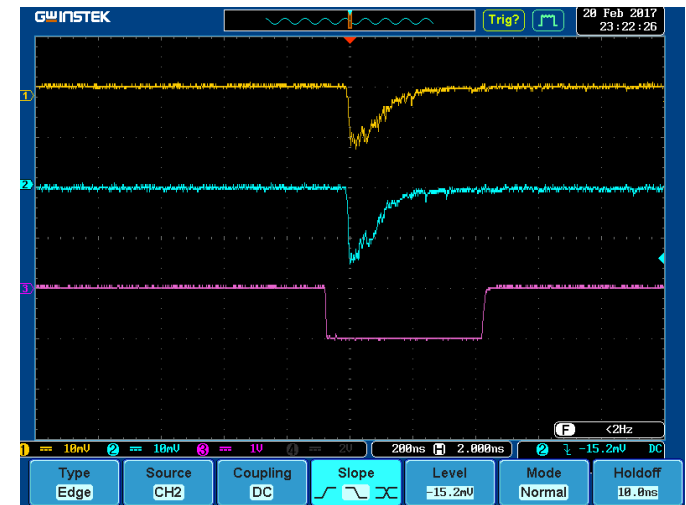 GWINSTEK
Trig?
20 Feb 2017
23:22:26
1
2
3
F <2Hz
1 10mV 2 10mV 3 1V 4 2V 200ns H 2.000ns 2 -15.2mV DC
Type Source Coupling Slope Level Mode Holdoff
Edge CH2 DC -15.2mV Normal 10.0ns